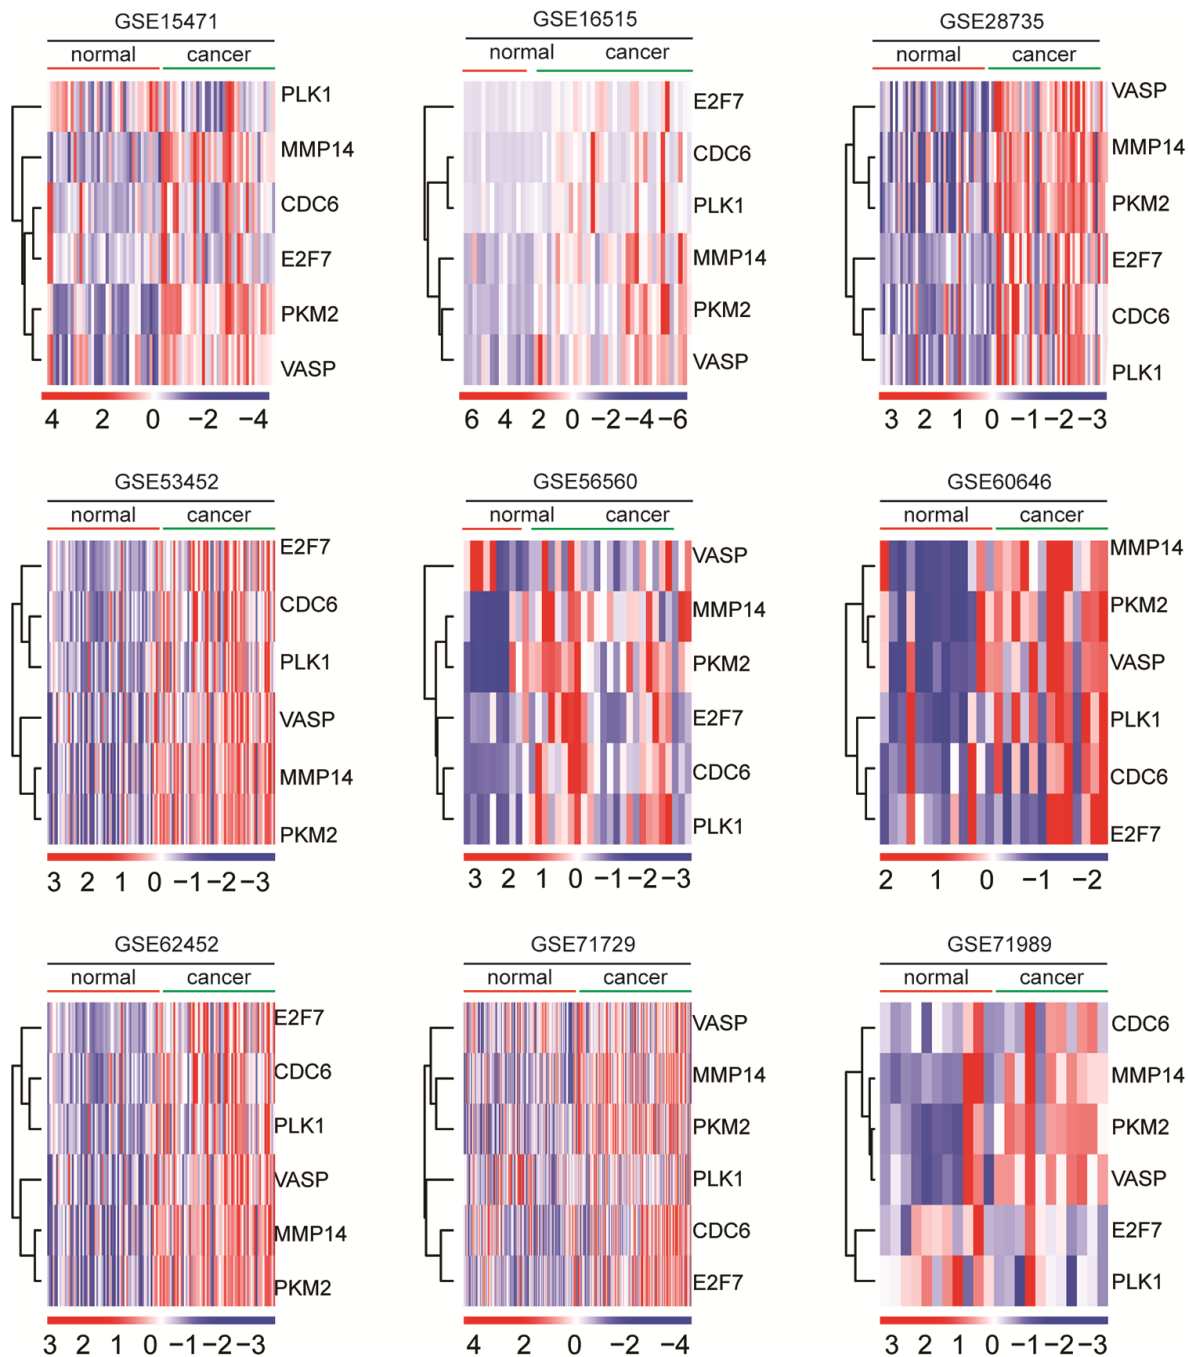 GSE15471
normal cancer
PLK1
MMP14
CDC6
E2F7
PKM2
VASP
4 2 0 −2 −4
GSE16515
normal cancer
E2F7
CDC6
PLK1
MMP14
PKM2
VASP
6 4 2 0 −2 −4 −6
GSE28735
normal cancer
VASP
MMP14
PKM2
E2F7
CDC6
PLK1
3 2 1 0 −1 −2 −3
GSE53452
normal cancer
E2F7
CDC6
PLK1
VASP
MMP14
PKM2
3 2 1 0 −1 −2 −3
GSE56560
normal cancer
VASP
MMP14
PKM2
E2F7
CDC6
PLK1
3 2 1 0 −1 −2 −3
GSE60646
normal cancer
MMP14
PKM2
VASP
PLK1
CDC6
E2F7
2 1 0 −1 −2
GSE62452
normal cancer
E2F7
CDC6
PLK1
VASP
MMP14
PKM2
3 2 1 0 −1 −2 −3
GSE71729
normal cancer
VASP
MMP14
PKM2
PLK1
CDC6
E2F7
4 2 0 −2 −4
GSE71989
normal cancer
CDC6
MMP14
PKM2
VASP
E2F7
PLK1
3 2 1 0 −1 −2 −3